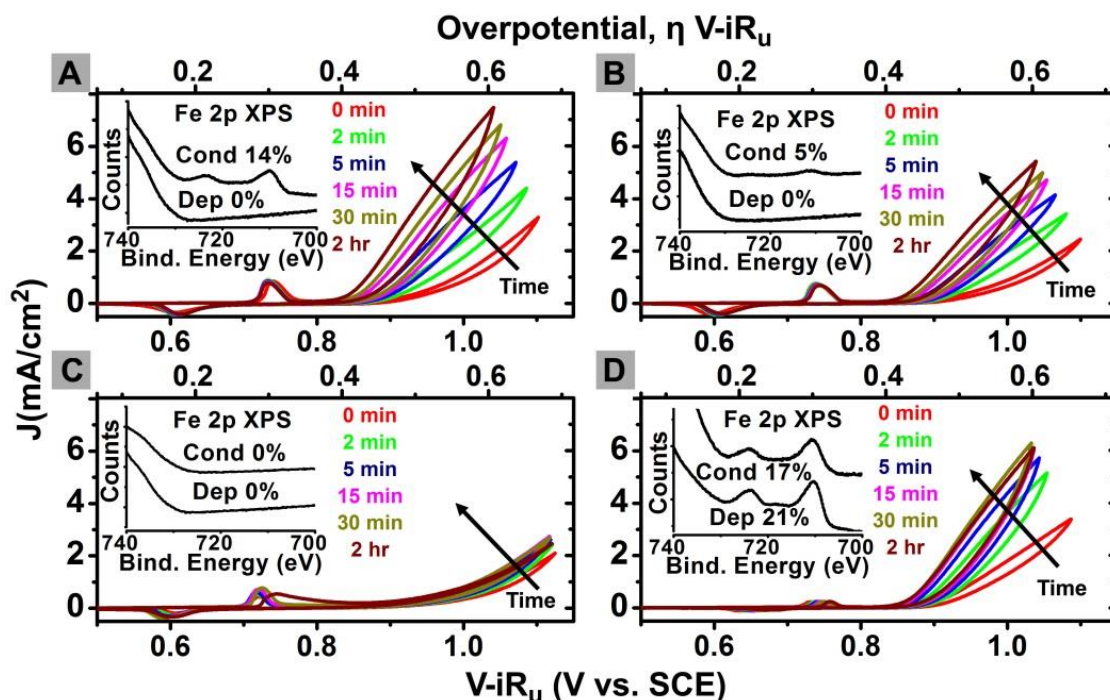 Overpotential, η V-iRu
A
0.2 0.4 0.6
Fe 2p XPS
Cond 14%
Dep 0%
Counts
740 720 700
Bind. Energy (eV)
0 min
2 min
5 min
15 min
30 min
2 hr
Time
6
4
2
0
0.6 0.8 1.0
B
0.2 0.4 0.6
Fe 2p XPS
Cond 5%
Dep 0%
Counts
740 720 700
Bind. Energy (eV)
0 min
2 min
5 min
15 min
30 min
2 hr
Time
0.6 0.8 1.0
C
0.2 0.4 0.6
Fe 2p XPS
Cond 0%
Dep 0%
Counts
740 720 700
Bind. Energy (eV)
0 min
2 min
5 min
15 min
30 min
2 hr
Time
6
4
2
0
0.6 0.8 1.0
D
0.2 0.4 0.6
Fe 2p XPS
Cond 17%
Dep 21%
Counts
740 720 700
Bind. Energy (eV)
0 min
2 min
5 min
15 min
30 min
2 hr
Time
0.6 0.8 1.0
J(mA/cm²)
V-iRu (V vs. SCE)